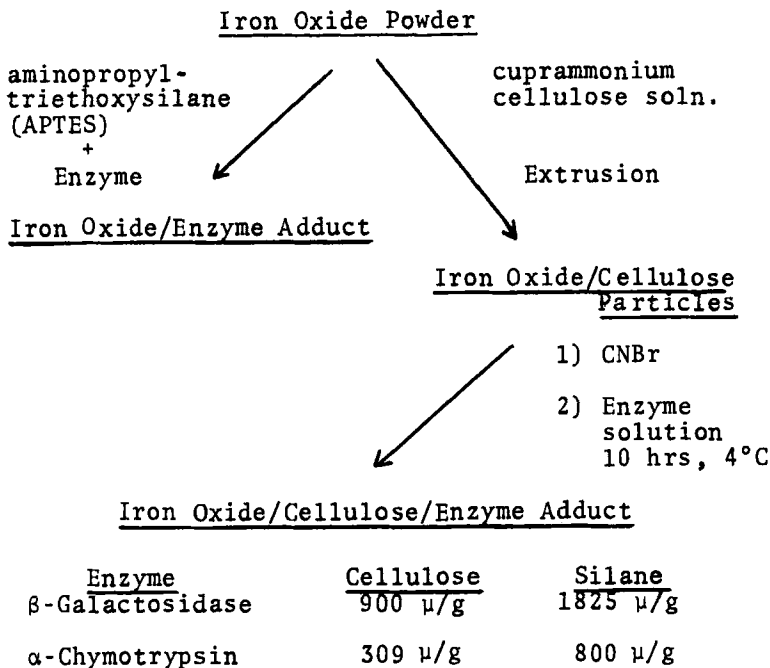 Iron Oxide Powder
aminopropyl-
triethoxysilane
(APTES)
+
Enzyme
cuprammonium
cellulose soln.
Extrusion
Iron Oxide/Enzyme Adduct
Iron Oxide/Cellulose
Particles
1) CNBr
2) Enzyme
solution
10 hrs, 4°C
Iron Oxide/Cellulose/Enzyme Adduct
Enzyme Cellulose Silane
β-Galactosidase 900 μ/g 1825 μ/g
α-Chymotrypsin 309 μ/g 800 μ/g